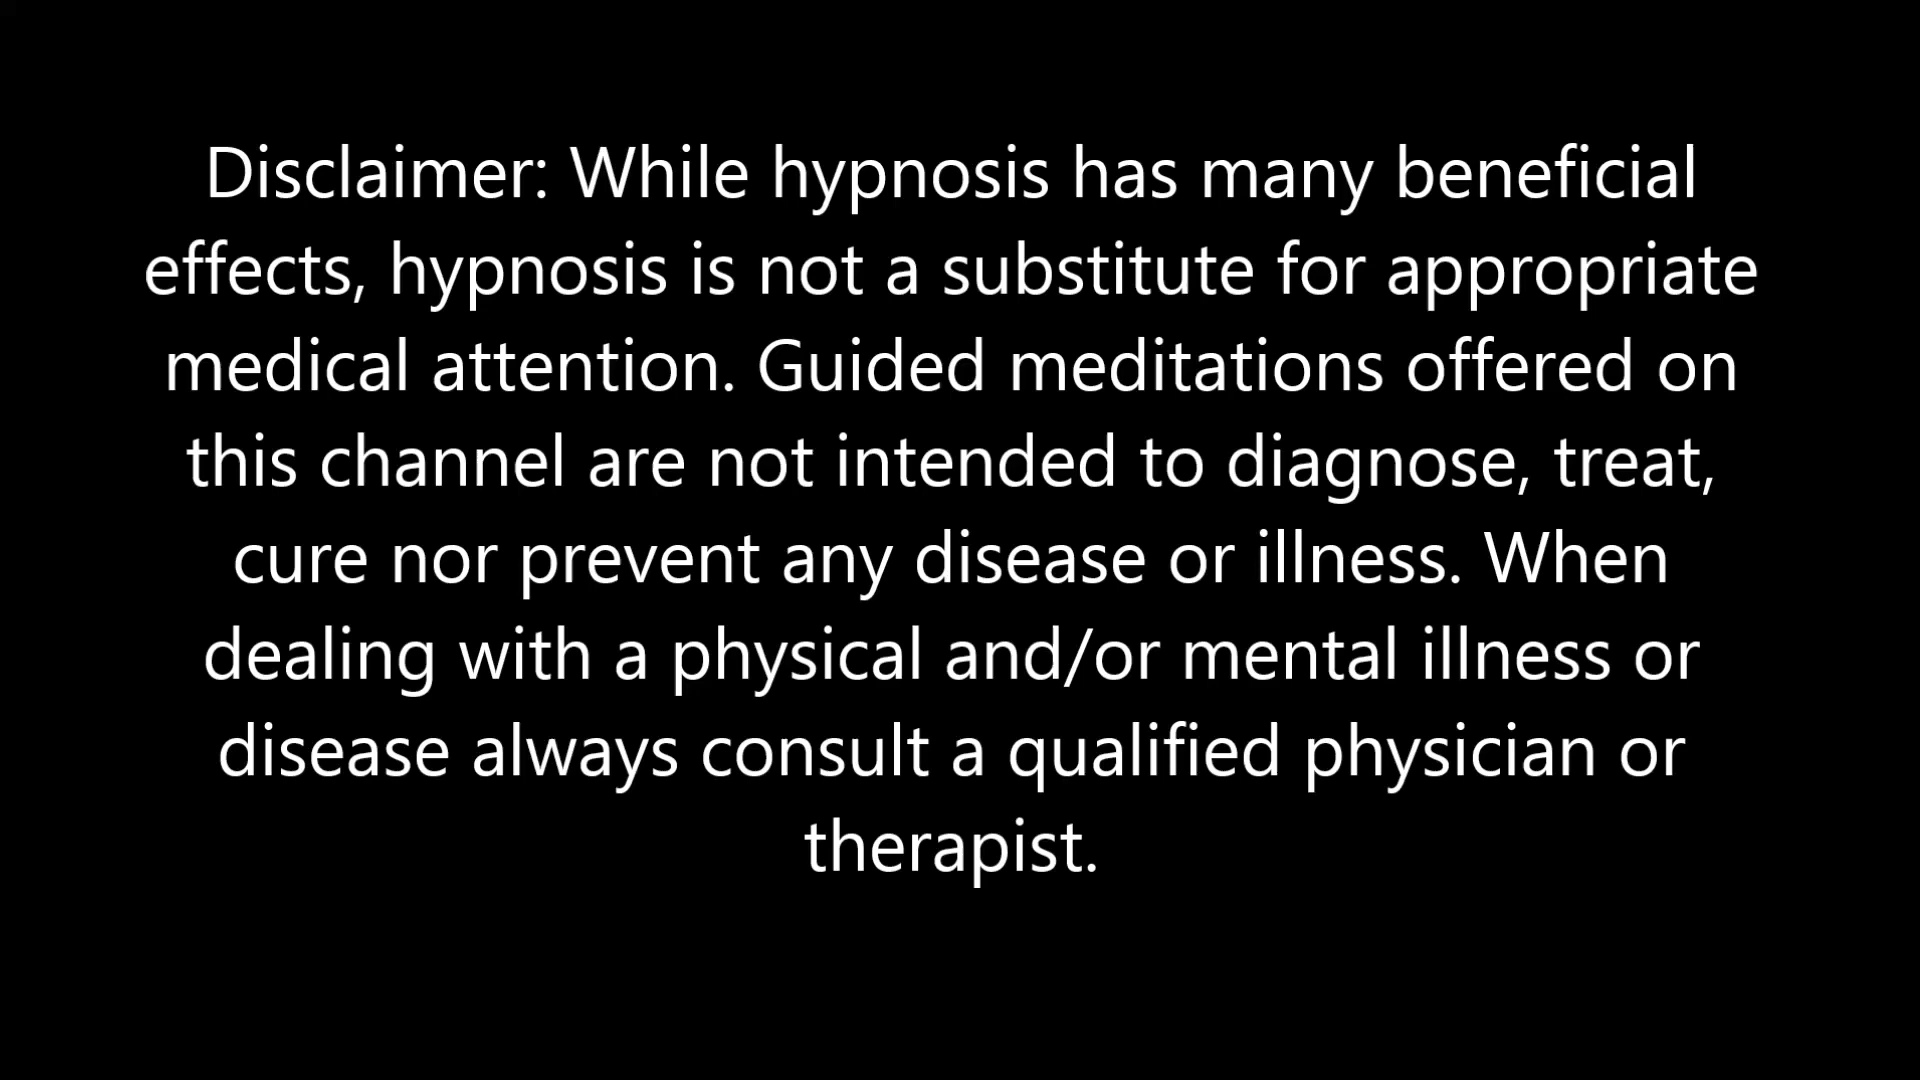 Disclaimer: While hypnosis has many beneficial
effects, hypnosis is not a substitute for appropriate
medical attention. Guided meditations offered on
this channel are not intended to diagnose, treat,
cure nor prevent any disease or illness. When
dealing with a physical and/or mental illness or
disease always consult a qualified physician or
therapist.